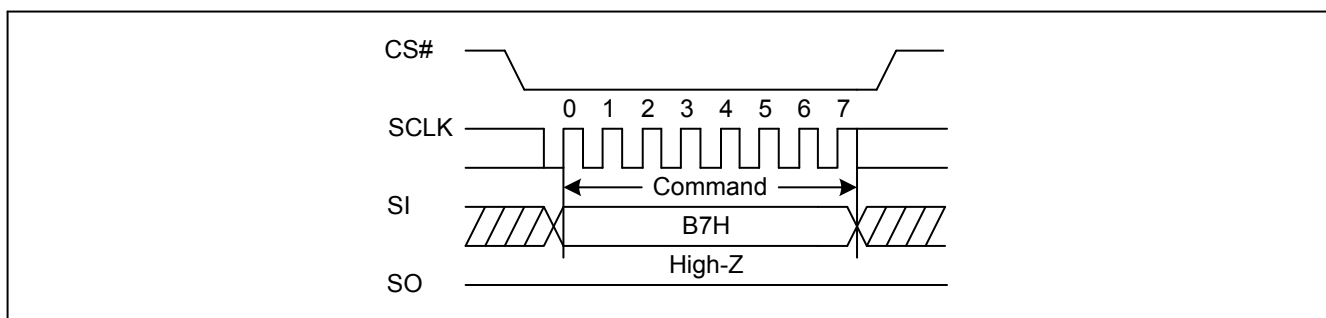 CS#
0 1 2 3 4 5 6 7
SCLK
Command
SI
B7H
High-Z
SO